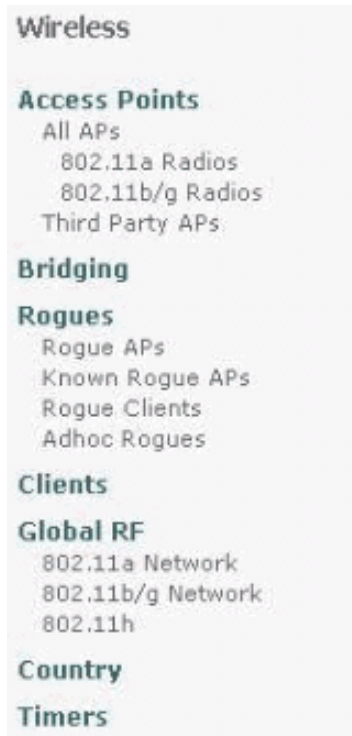 Wireless
Access Points
All APs
802.11a Radios
802.11b/g Radios
Third Party APs
Bridging
Rogues
Rogue APs
Known Rogue APs
Rogue Clients
Adhoc Rogues
Clients
Global RF
802.11a Network
802.11b/g Network
802.11h
Country
Timers